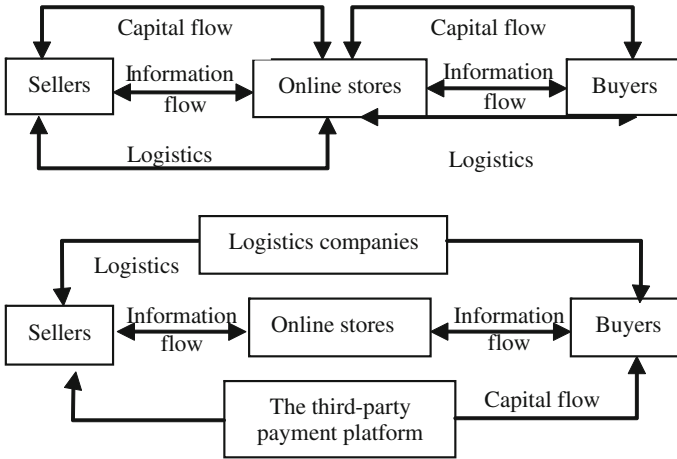 Capital flow
Capital flow
Sellers
Information
flow
Online stores
Information
flow
Buyers
Logistics
Logistics
Logistics companies
Logistics
Sellers
Information
flow
Online stores
Information
flow
Buyers
The third-party
payment platform
Capital flow